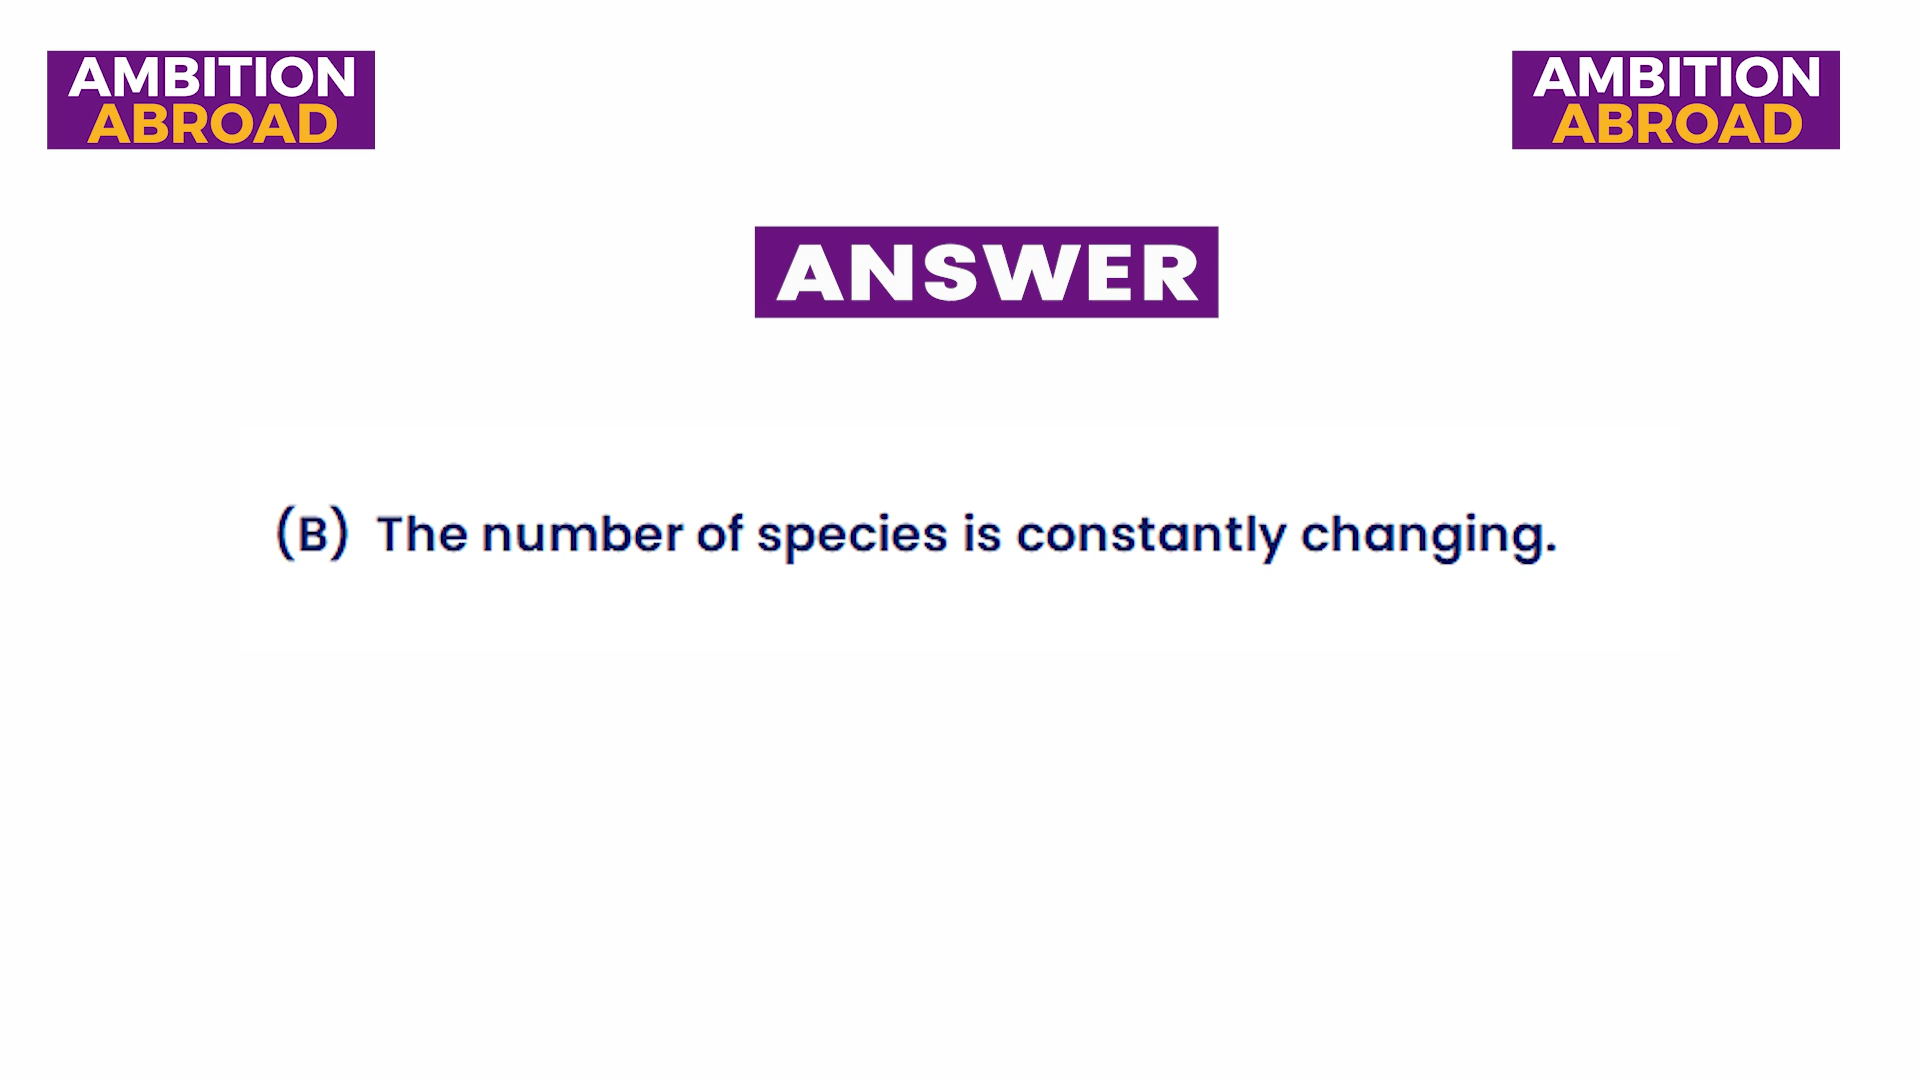 AMBITION
ABROAD
AMBITION
ABROAD
ANSWER
(B) The number of species is constantly changing.